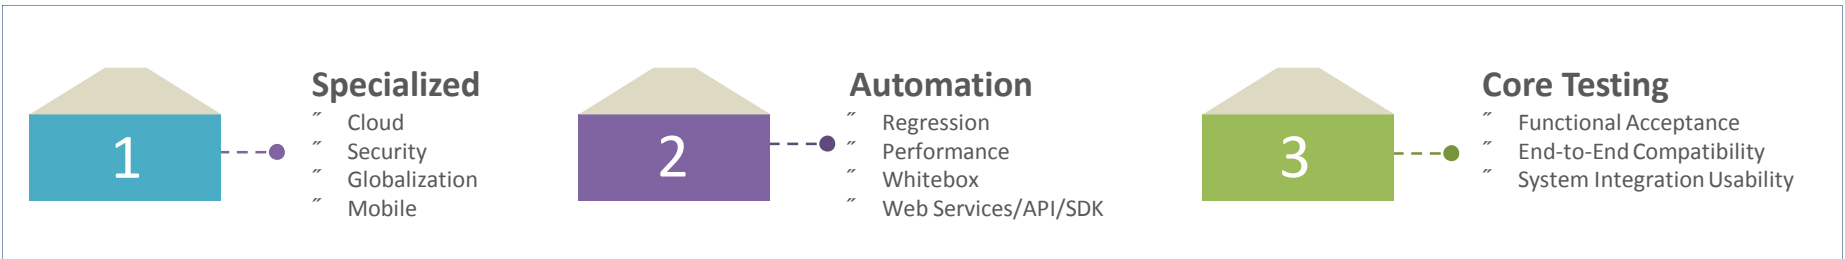 1
Specialized
˝ Cloud
˝ Security
˝ Globalization
˝ Mobile
2
Automation
˝ Regression
˝ Performance
˝ Whitebox
˝ Web Services/API/SDK
3
Core Testing
˝ Functional Acceptance
˝ End-to-End Compatibility
˝ System Integration Usability